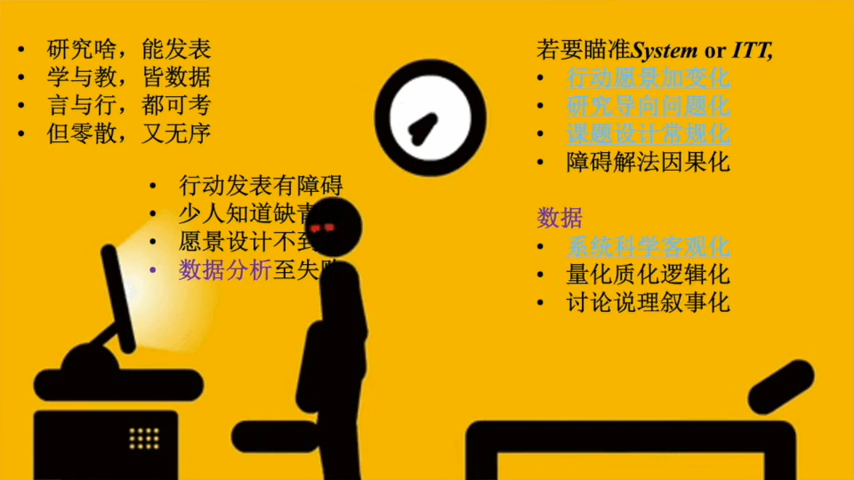 研究啥，能发表
学与教，皆数据
言与行，都可考
但零散，又无序
行动发表有障碍
少人知道缺
愿景设计不到
数据分析至失败
若要瞄准System or ITT,
行动愿景加变化
研究导向问题化
课题设计常规化
障碍解法因果化
数据
系统科学客观化
量化质化逻辑化
讨论说理叙事化